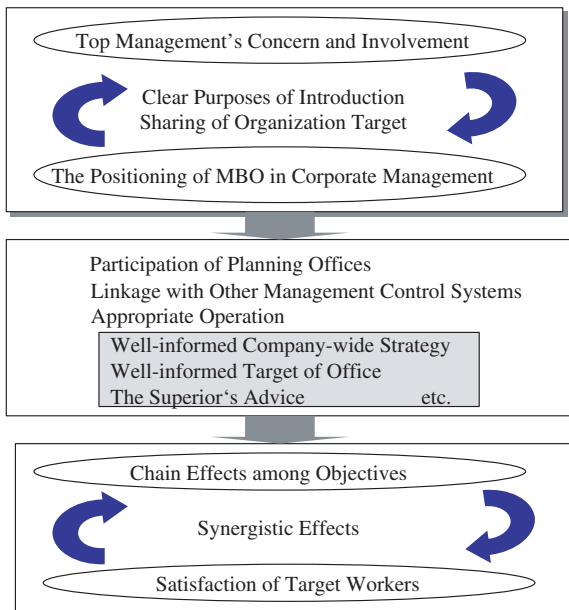 Top Management's Concern and Involvement
Clear Purposes of Introduction
Sharing of Organization Target
The Positioning of MBO in Corporate Management
Participation of Planning Offices
Linkage with Other Management Control Systems
Appropriate Operation
Well-informed Company-wide Strategy
Well-informed Target of Office
The Superior‘s Advice etc.
Chain Effects among Objectives
Synergistic Effects
Satisfaction of Target Workers